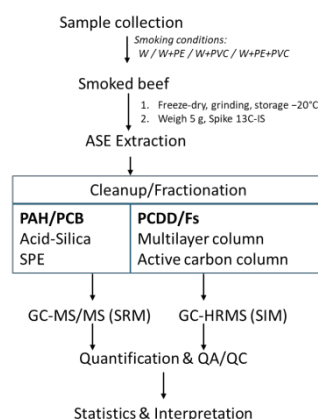 Sample collection
Smoking conditions:
W / W+PE / W+PVC / W+PE+PVC
Smoked beef
1. Freeze-dry, grinding, storage −20°C
2. Weigh 5 g, Spike 13C-IS
ASE Extraction
Cleanup/Fractionation
PAH/PCB
Acid-Silica
SPE
PCDD/Fs
Multilayer column
Active carbon column
GC-MS/MS (SRM)
GC-HRMS (SIM)
Quantification & QA/QC
Statistics & Interpretation